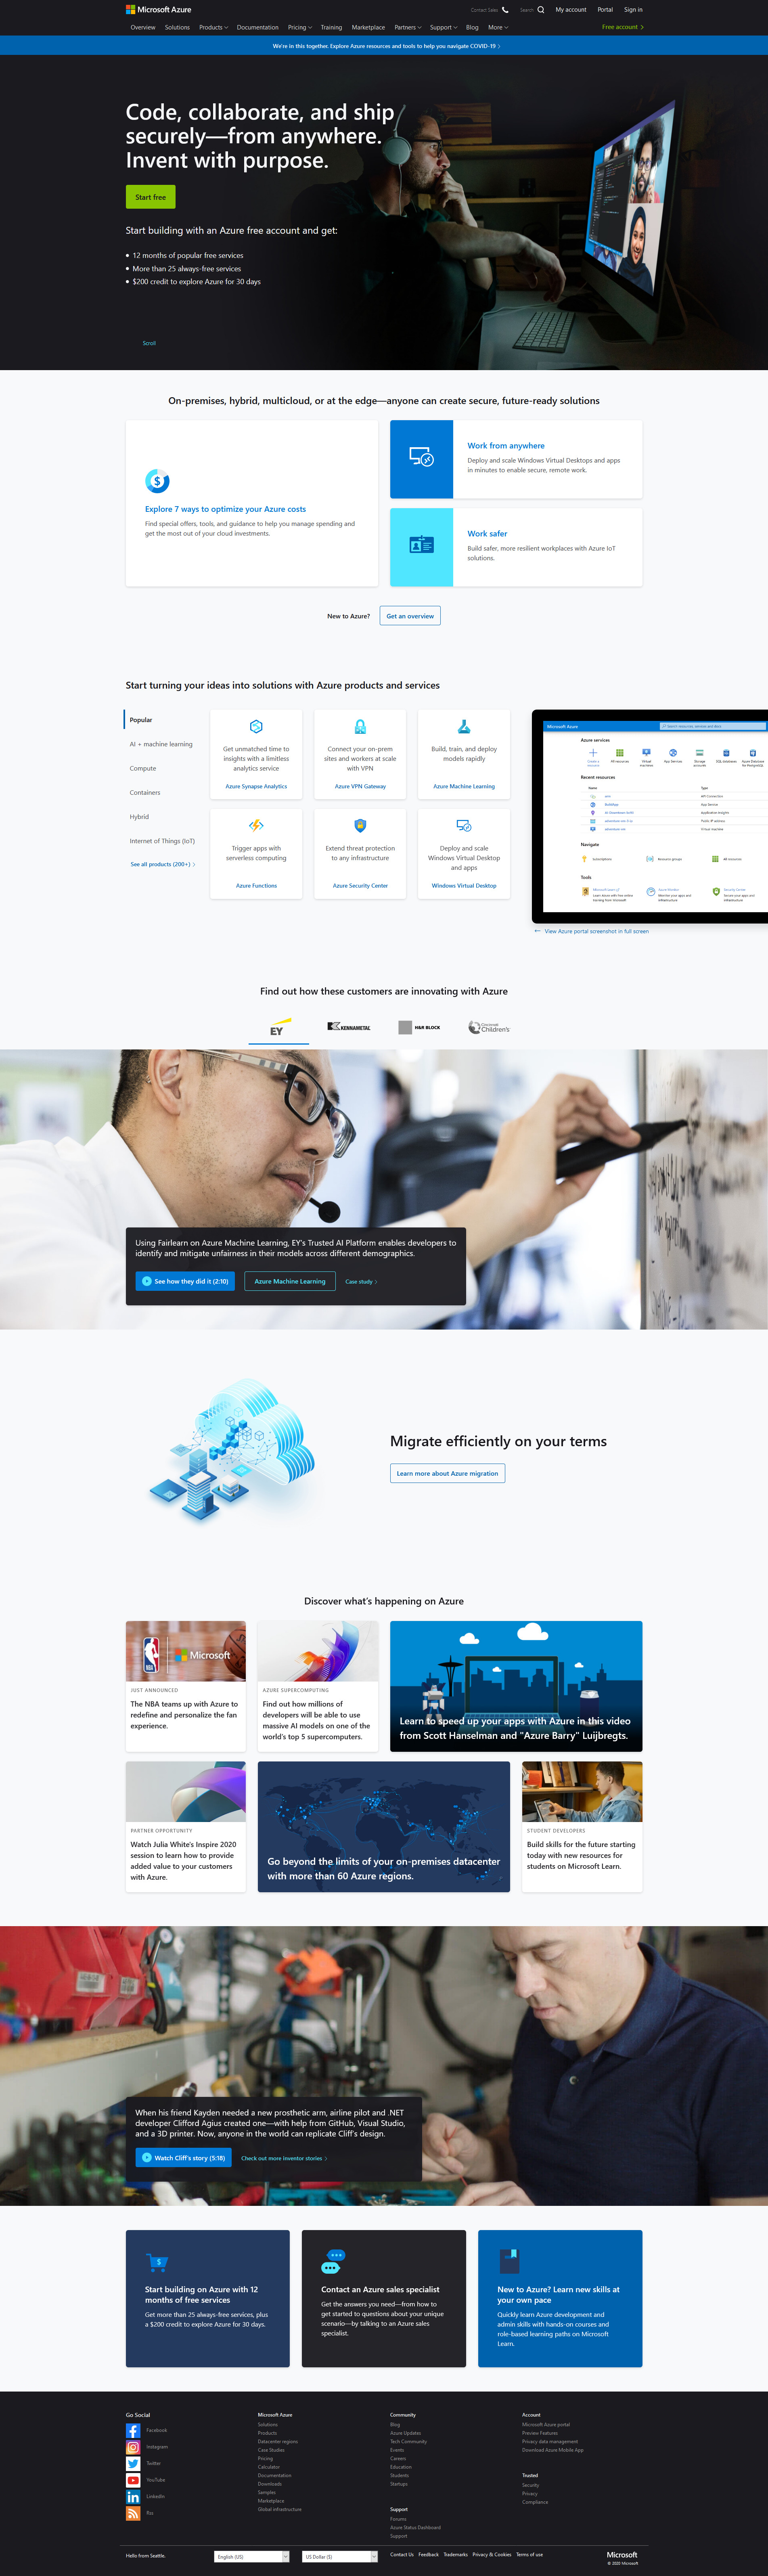 Microsoft Azure
Contact Sales
Search
My account
Portal
Sign in
Overview
Solutions
Products
Documentation
Pricing
Training
Marketplace
Partners
Support
Blog
More
Free account
We're in this together. Explore Azure resources and tools to help you navigate COVID-19
Code, collaborate, and ship
securely—from anywhere.
Invent with purpose.
Start free
Start building with an Azure free account and get:
12 months of popular free services
More than 25 always-free services
$200 credit to explore Azure for 30 days
Scroll
On-premises, hybrid, multicloud, or at the edge—anyone can create secure, future-ready solutions
Explore 7 ways to optimize your Azure costs
Find special offers, tools, and guidance to help you manage spending and
get the most out of your cloud investments.
Work from anywhere
Deploy and scale Windows Virtual Desktops and apps
in minutes to enable secure, remote work.
Work safer
Build safer, more resilient workplaces with Azure IoT
solutions.
New to Azure?
Get an overview
Start turning your ideas into solutions with Azure products and services
Popular
AI + machine learning
Compute
Containers
Hybrid
Internet of Things (IoT)
See all products (200+)
Get unmatched time to
insights with a limitless
analytics service
Azure Synapse Analytics
Connect your on-prem
sites and workers at scale
with VPN
Azure VPN Gateway
Build, train, and deploy
models rapidly
Azure Machine Learning
Trigger apps with
serverless computing
Azure Functions
Extend threat protection
to any infrastructure
Azure Security Center
Deploy and scale
Windows Virtual Desktop
and apps
Windows Virtual Desktop
Microsoft Azure
Azure services
Recent resources
Name
Type
Navigate
Tools
View Azure portal screenshot in full screen
Find out how these customers are innovating with Azure
EY
KENNAMETAL
H&R BLOCK
Cincinnati
Children's
Using Fairlearn on Azure Machine Learning, EY's Trusted AI Platform enables developers to
identify and mitigate unfairness in their models across different demographics.
See how they did it (2:10)
Azure Machine Learning
Case study
Migrate efficiently on your terms
Learn more about Azure migration
Discover what's happening on Azure
NBA
Microsoft
JUST ANNOUNCED
The NBA teams up with Azure to
redefine and personalize the fan
experience.
AZURE SUPERCOMPUTING
Find out how millions of
developers will be able to use
massive AI models on one of the
world's top 5 supercomputers.
Learn to speed up your apps with Azure in this video
from Scott Hanselman and "Azure Barry" Luijbregts.
PARTNER OPPORTUNITY
Watch Julia White's Inspire 2020
session to learn how to provide
added value to your customers
with Azure.
Go beyond the limits of your on-premises datacenter
with more than 60 Azure regions.
STUDENT DEVELOPERS
Build skills for the future starting
today with new resources for
students on Microsoft Learn.
When his friend Kayden needed a new prosthetic arm, airline pilot and .NET
developer Clifford Agius created one—with help from GitHub, Visual Studio,
and a 3D printer. Now, anyone in the world can replicate Cliff's design.
Watch Cliff's story (5:18)
Check out more inventor stories
Start building on Azure with 12
months of free services
Get more than 25 always-free services, plus
a $200 credit to explore Azure for 30 days.
Contact an Azure sales specialist
Get the answers you need—from how to
get started to questions about your unique
scenario—by talking to an Azure sales
specialist.
New to Azure? Learn new skills at
your own pace
Quickly learn Azure development and
admin skills with hands-on courses and
role-based learning paths on Microsoft
Learn.
Go Social
Facebook
Instagram
Twitter
YouTube
LinkedIn
Rss
Microsoft Azure
Solutions
Products
Datacenter regions
Case Studies
Pricing
Calculator
Documentation
Downloads
Samples
Marketplace
Global infrastructure
Community
Blog
Azure Updates
Tech Community
Events
Careers
Education
Students
Startups
Support
Forums
Azure Status Dashboard
Support
Account
Microsoft Azure portal
Preview Features
Privacy data management
Download Azure Mobile App
Trusted
Security
Privacy
Compliance
Hello from Seattle.
English (US)
US Dollar ($)
Contact Us
Feedback
Trademarks
Privacy & Cookies
Terms of use
Microsoft
© 2020 Microsoft